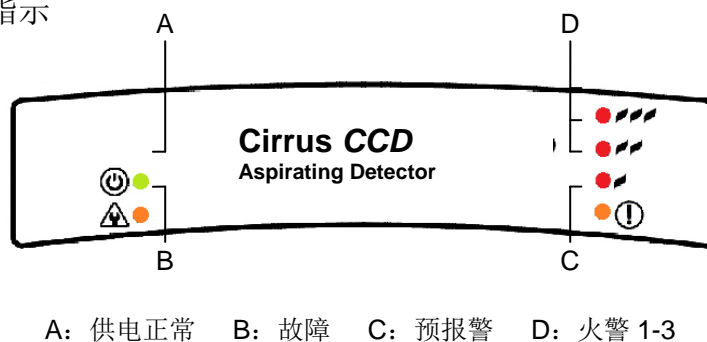 指示
A
D
Cirrus CCD
Aspirating Detector
B
C
A：供电正常 B：故障 C：预报警 D：火警 1-3